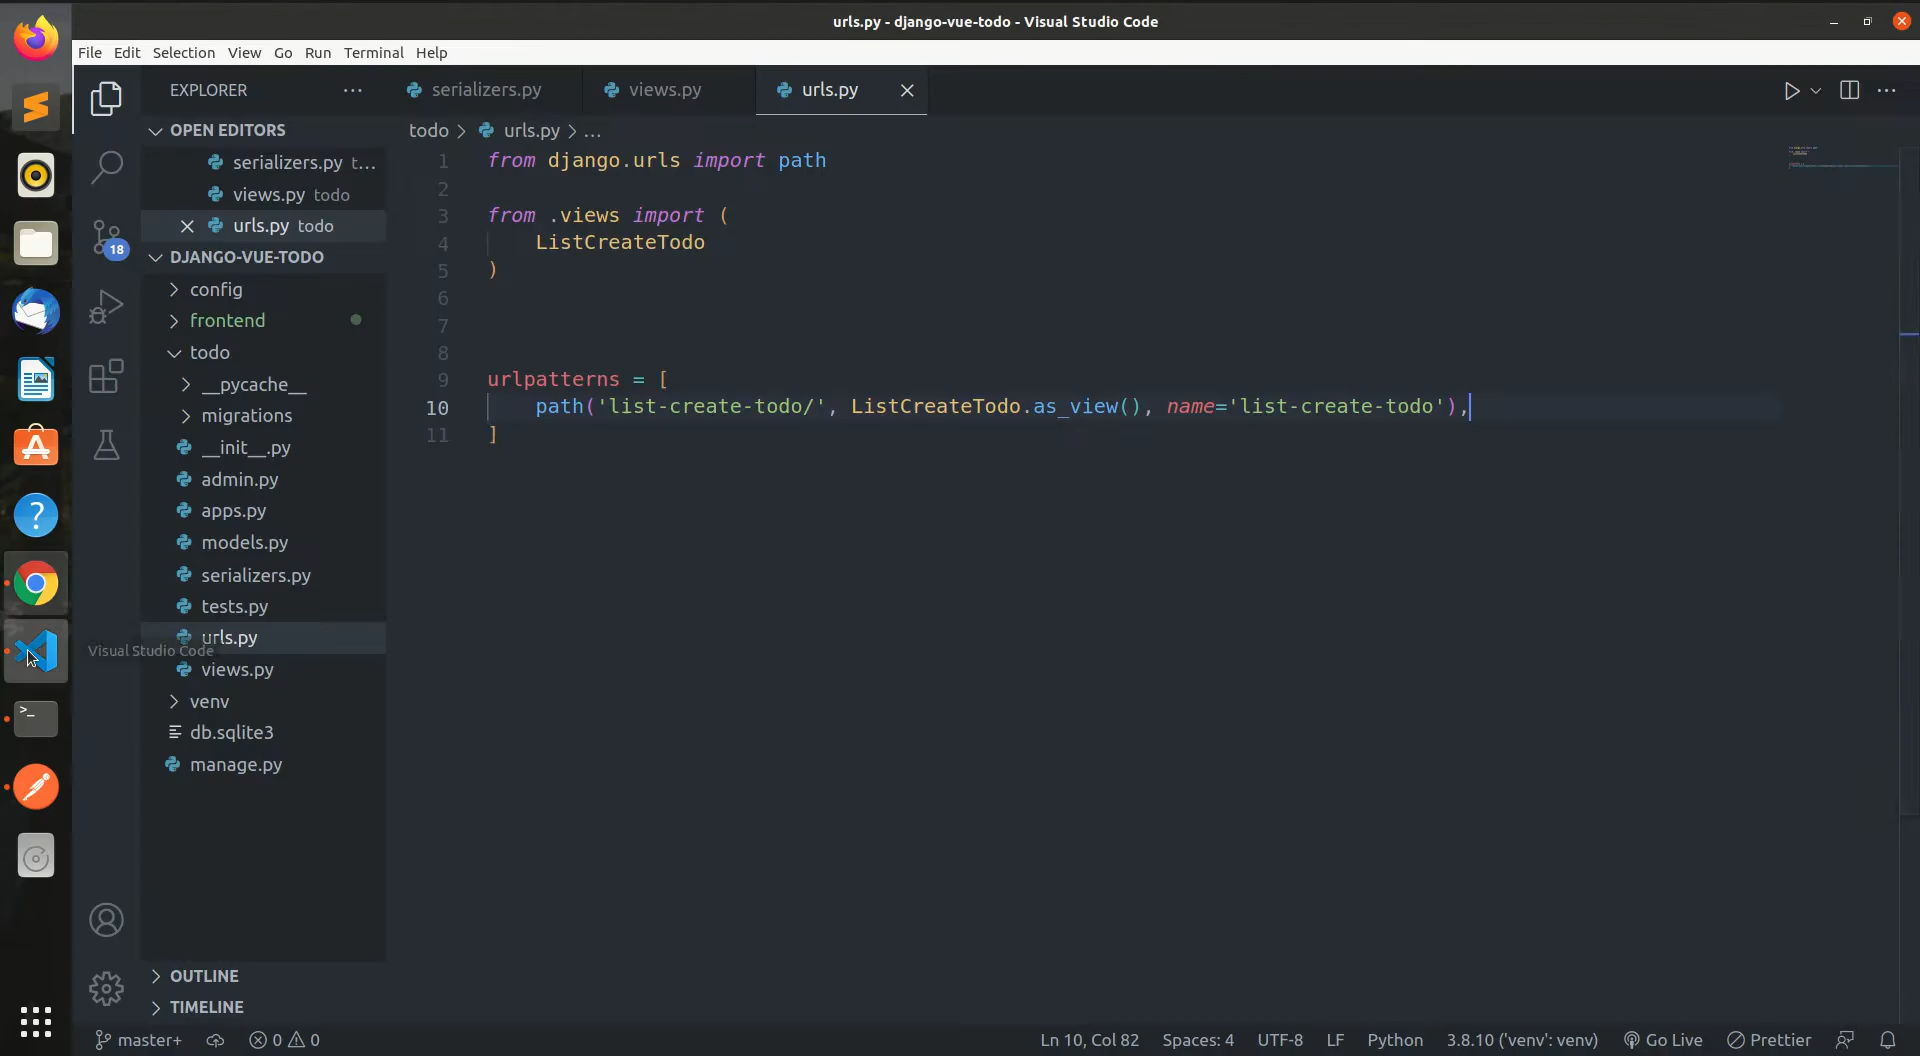 urls.py - django-vue-todo - Visual Studio Code
File Edit Selection View Go Run Terminal Help
EXPLORER
serializers.py
views.py
urls.py
OPEN EDITORS
serializers.py t...
views.py todo
urls.py todo
DJANGO-VUE-TODO
config
frontend
todo
__pycache__
migrations
__init__.py
admin.py
apps.py
models.py
serializers.py
tests.py
urls.py
Visual Studio Code
views.py
venv
db.sqlite3
manage.py
OUTLINE
TIMELINE
18
todo > urls.py > ...
1 from django.urls import path
2
3 from .views import (
4 ListCreateTodo
5 )
6
7
8
9 urlpatterns = [
10 path('list-create-todo/', ListCreateTodo.as_view(), name='list-create-todo'),
11 ]
master+ 0 0 Ln 10, Col 82 Spaces: 4 UTF-8 LF Python 3.8.10 ('venv': venv) Go Live Prettier